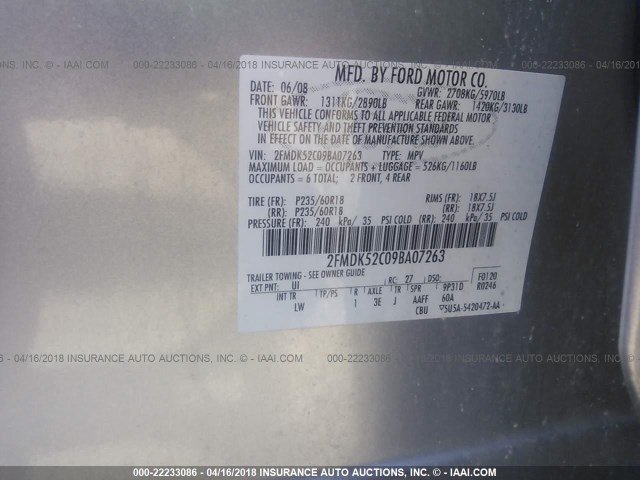 000-22233086 - 04/16/2018 INSURANCE AUTO AUCTIONS, INC. - © IAAI.COM
MFD. BY FORD MOTOR CO.
DATE: 06/08 GVWR: 2708KG/5970LB
FRONT GAWR: 1311KG/2890LB REAR GAWR: 1420KG/3130LB
THIS VEHICLE CONFORMS TO ALL APPLICABLE FEDERAL MOTOR
VEHICLE SAFETY AND THEFT PREVENTION STANDARDS
IN EFFECT ON THE DATE OF MANUFACTURE SHOWN ABOVE.
VIN: 2FMDK52C09BA07263 TYPE: MPV
MAXIMUM LOAD = OCCUPANTS + LUGGAGE = 526KG/1160LB
OCCUPANTS = 6 TOTAL; 2 FRONT, 4 REAR
TIRE (FR): P235/60R18 RIMS (FR): 18X7.5J
(RR): P235/60R18 (RR): 18X7.5J
PRESSURE (FR): 240 kPa/ 35 PSI COLD (RR): 240 kPa/ 35 PSI COLD
2FMDK52C09BA07263
TRAILER TOWING - SEE OWNER GUIDE F0120
EXT PNT: UI RC: 27 DSO: R0246
INT TR TP/PS R AXLE TR SPR 9P31D
LW 1 3E J AAFF 60A
CBU 5U5A-5420472-AA
000-22233086 - 04/16/2018 INSURANCE AUTO AUCTIONS, INC. - © IAAI.COM
000-22233086 - 04/16/2018 INSURANCE AUTO AUCTIONS, INC. - © IAAI.COM